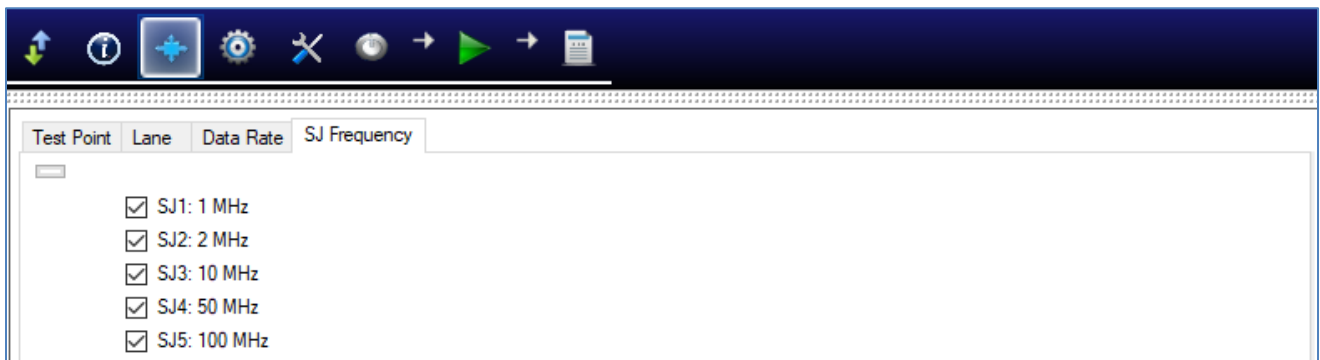 Test Point Lane Data Rate SJ Frequency
SJ1: 1 MHz
SJ2: 2 MHz
SJ3: 10 MHz
SJ4: 50 MHz
SJ5: 100 MHz